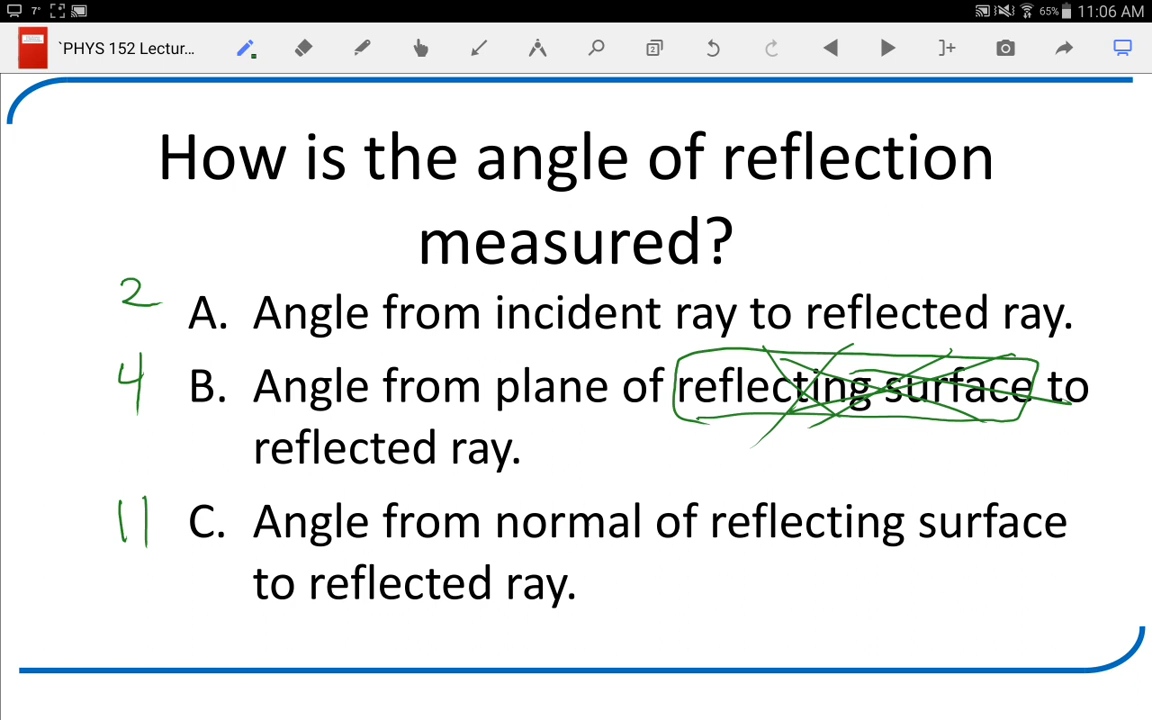 7°
65%
11:06 AM
`PHYS 152 Lectur...
2
How is the angle of reflection
measured?
2
A. Angle from incident ray to reflected ray.
4
B. Angle from plane of reflecting surface to
reflected ray.
11
C. Angle from normal of reflecting surface
to reflected ray.